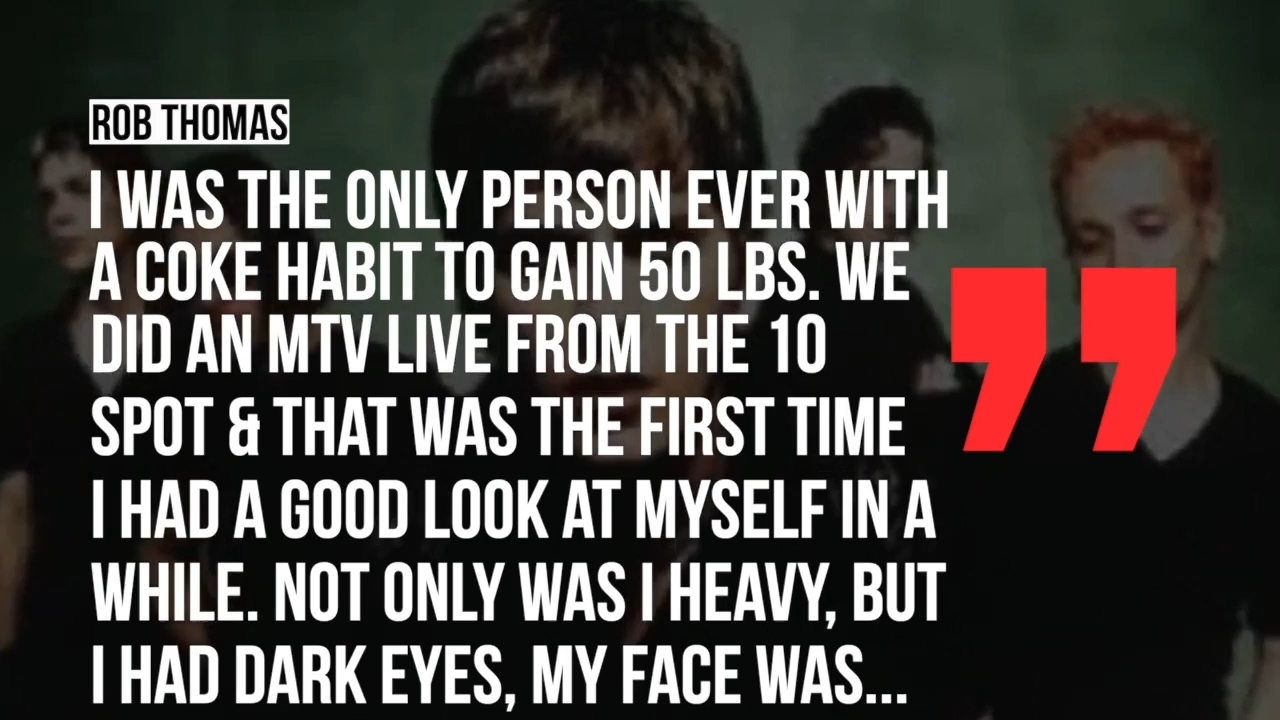 ROB THOMAS
I WAS THE ONLY PERSON EVER WITH
A COKE HABIT TO GAIN 50 LBS. WE
DID AN MTV LIVE FROM THE 10
SPOT & THAT WAS THE FIRST TIME
I HAD A GOOD LOOK AT MYSELF IN A
WHILE. NOT ONLY WAS I HEAVY, BUT
I HAD DARK EYES, MY FACE WAS...
”